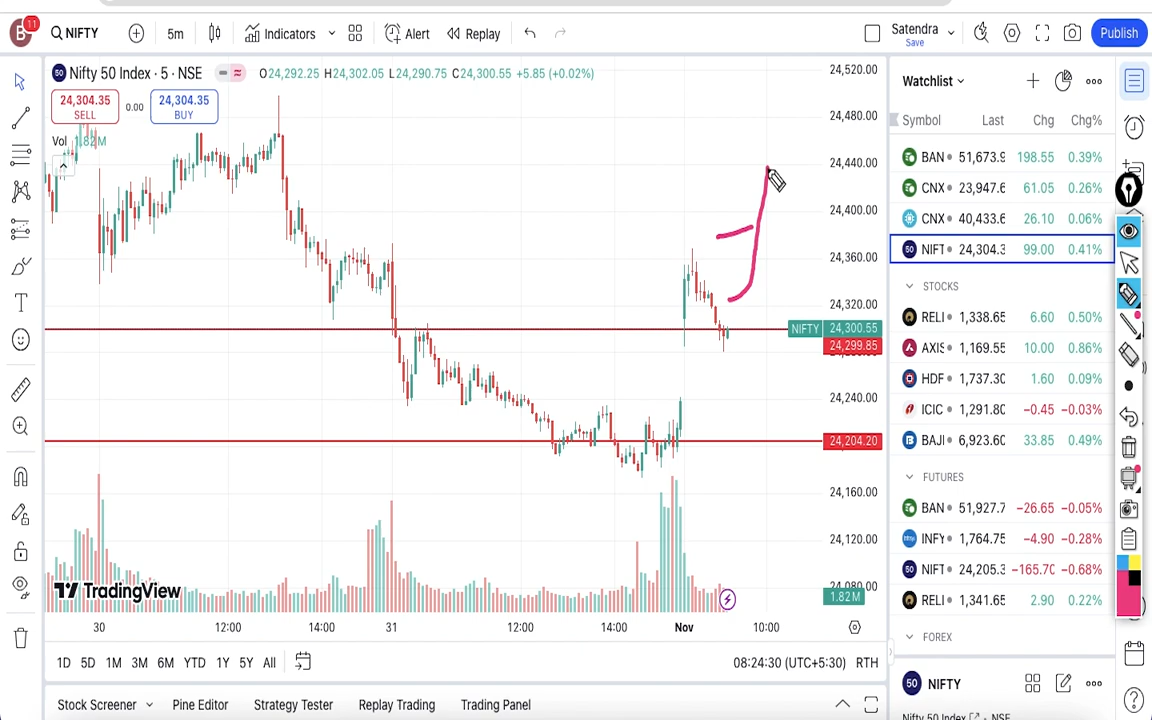 B 11 NIFTY 5m Indicators Alert Replay Satendra Save Publish
50 Nifty 50 Index · 5 · NSE O24,292.25 H24,302.05 L24,290.75 C24,300.55 +5.85 (+0.02%)
24,304.35 SELL 0.00 24,304.35 BUY
Vol 1.82 M
24,520.00
24,480.00
24,440.00
24,400.00
24,360.00
24,320.00
NIFTY 24,300.55
24,299.85
24,240.00
24,204.20
24,160.00
24,120.00
24,080.00
1.82 M
TradingView
30 12:00 14:00 31 12:00 14:00 Nov 10:00
1D 5D 1M 3M 6M YTD 1Y 5Y All 08:24:30 (UTC+5:30) RTH
Stock Screener Pine Editor Strategy Tester Replay Trading Trading Panel
Watchlist
Symbol Last Chg Chg%
BAN 51,673.9 198.55 0.39%
CNX 23,947.6 61.05 0.26%
CNX 40,433.6 26.10 0.06%
50 NIFT 24,304.3 99.00 0.41%
STOCKS
RELI 1,338.65 6.60 0.50%
AXIS 1,169.55 10.00 0.86%
HDF 1,737.30 1.60 0.09%
ICIC 1,291.80 −0.45 −0.03%
BAJI 6,923.60 33.85 0.49%
FUTURES
BAN 51,927.7 −26.65 −0.05%
INFY 1,764.75 −4.90 −0.28%
50 NIFT 24,205.3 −165.70 −0.68%
RELI 1,341.65 2.90 0.22%
FOREX
50 NIFTY
Nifty 50 Index NSE